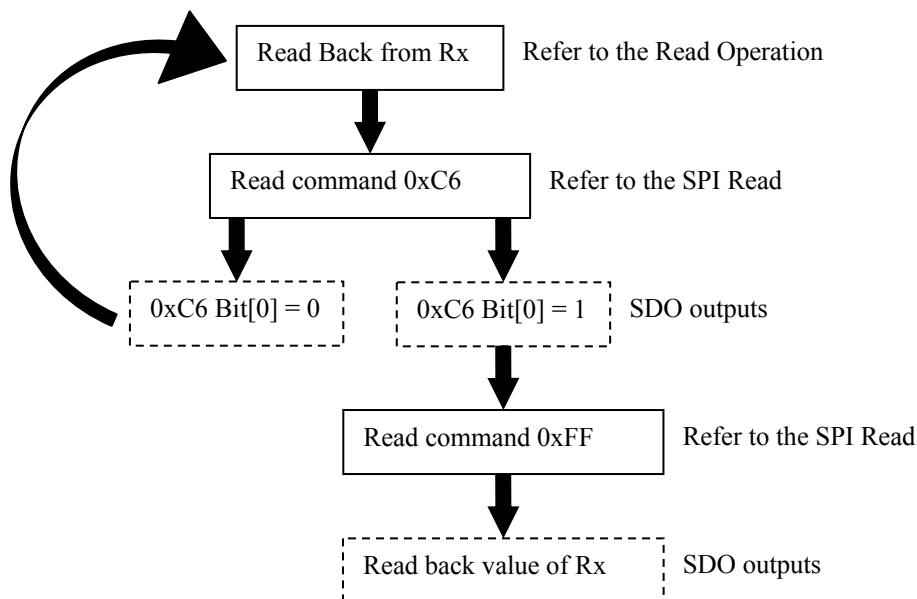 Read Back from Rx
Refer to the Read Operation
Read command 0xC6
Refer to the SPI Read
0xC6 Bit[0] = 0
0xC6 Bit[0] = 1
SDO outputs
Read command 0xFF
Refer to the SPI Read
Read back value of Rx
SDO outputs